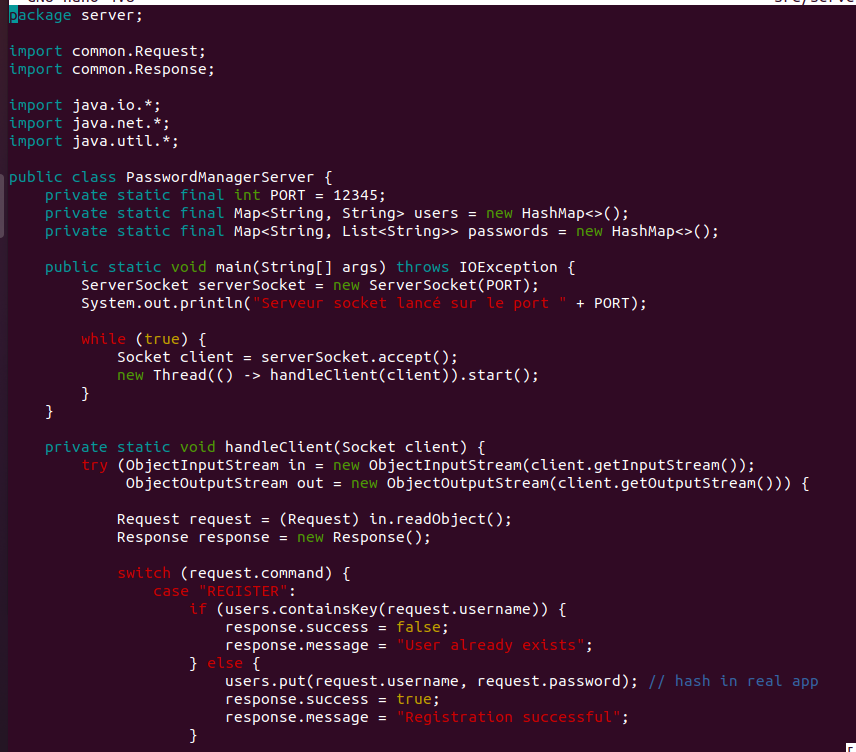 package server;

import common.Request;
import common.Response;

import java.io.*;
import java.net.*;
import java.util.*;

public class PasswordManagerServer {
    private static final int PORT = 12345;
    private static final Map<String, String> users = new HashMap<>();
    private static final Map<String, List<String>> passwords = new HashMap<>();

    public static void main(String[] args) throws IOException {
        ServerSocket serverSocket = new ServerSocket(PORT);
        System.out.println("Serveur socket lancé sur le port " + PORT);

        while (true) {
            Socket client = serverSocket.accept();
            new Thread(() -> handleClient(client)).start();
        }
    }

    private static void handleClient(Socket client) {
        try (ObjectInputStream in = new ObjectInputStream(client.getInputStream());
             ObjectOutputStream out = new ObjectOutputStream(client.getOutputStream())) {

            Request request = (Request) in.readObject();
            Response response = new Response();

            switch (request.command) {
                case "REGISTER":
                    if (users.containsKey(request.username)) {
                        response.success = false;
                        response.message = "User already exists";
                    } else {
                        users.put(request.username, request.password); // hash in real app
                        response.success = true;
                        response.message = "Registration successful";
                    }